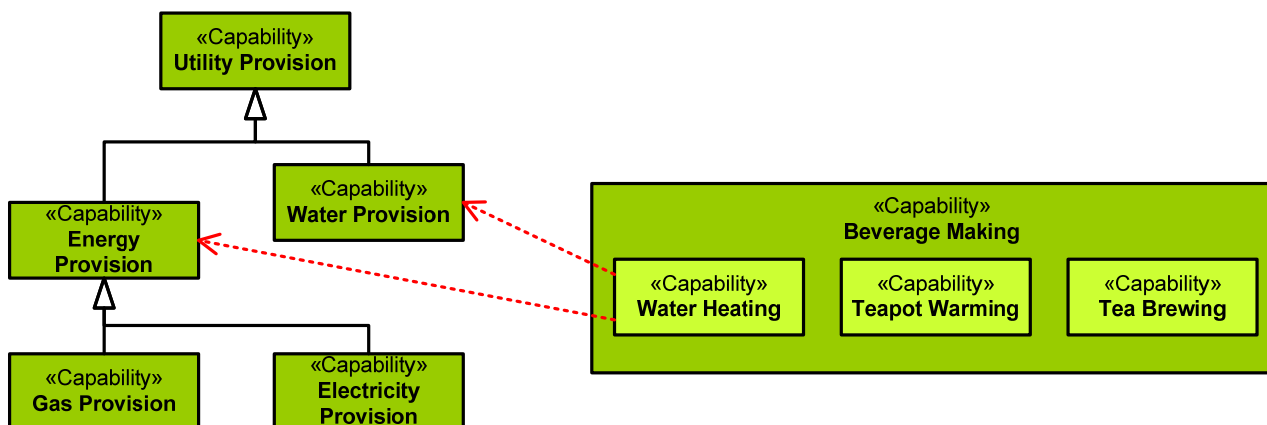 «Capability»
Utility Provision
«Capability»
Water Provision
«Capability»
Energy
Provision
«Capability»
Gas Provision
«Capability»
Electricity
Provision
«Capability»
Beverage Making
«Capability»
Water Heating
«Capability»
Teapot Warming
«Capability»
Tea Brewing